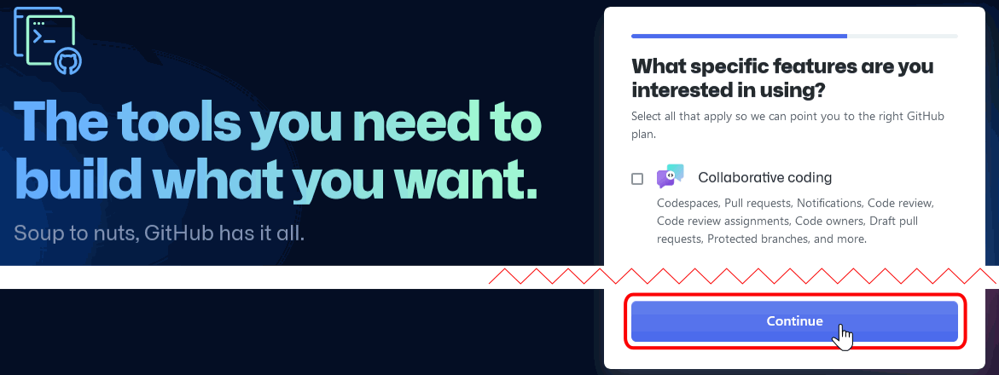 The tools you need to
build what you want.
Soup to nuts, GitHub has it all.
What specific features are you
interested in using?
Select all that apply so we can point you to the right GitHub
plan.
Collaborative coding
Codespaces, Pull requests, Notifications, Code review,
Code review assignments, Code owners, Draft pull
requests, Protected branches, and more.
Continue